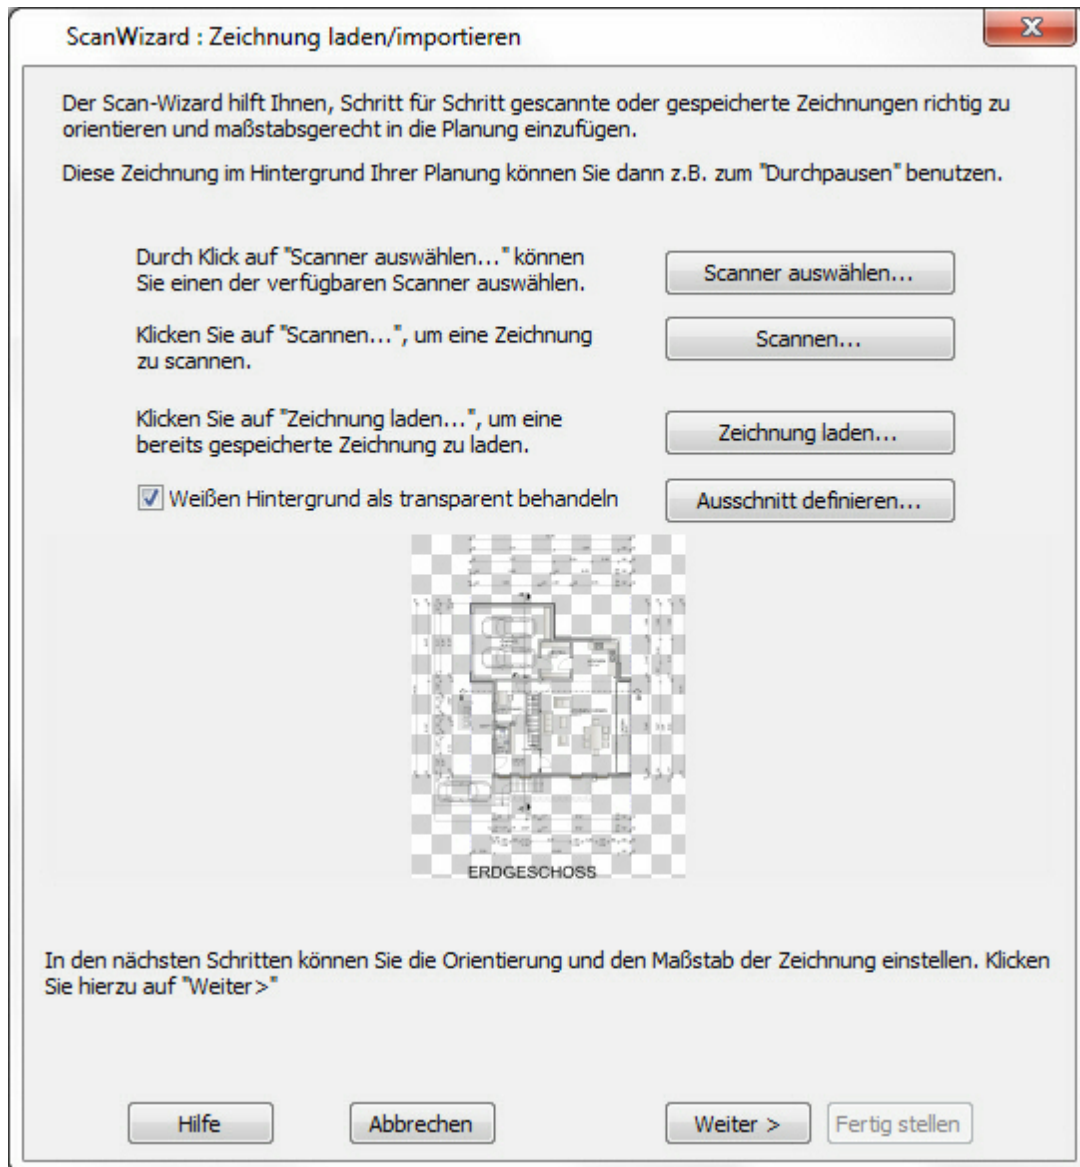 ScanWizard : Zeichnung laden/importieren
Der Scan-Wizard hilft Ihnen, Schritt für Schritt gescannte oder gespeicherte Zeichnungen richtig zu
orientieren und maßstabsgerecht in die Planung einzufügen.
Diese Zeichnung im Hintergrund Ihrer Planung können Sie dann z.B. zum "Durchpausen" benutzen.
Durch Klick auf "Scanner auswählen..." können
Sie einen der verfügbaren Scanner auswählen.
Scanner auswählen...
Klicken Sie auf "Scannen...", um eine Zeichnung
zu scannen.
Scannen...
Klicken Sie auf "Zeichnung laden...", um eine
bereits gespeicherte Zeichnung zu laden.
Zeichnung laden...
Weißen Hintergrund als transparent behandeln
Ausschnitt definieren...
ERDGESCHOSS
In den nächsten Schritten können Sie die Orientierung und den Maßstab der Zeichnung einstellen. Klicken
Sie hierzu auf "Weiter>"
Hilfe
Abbrechen
Weiter >
Fertig stellen